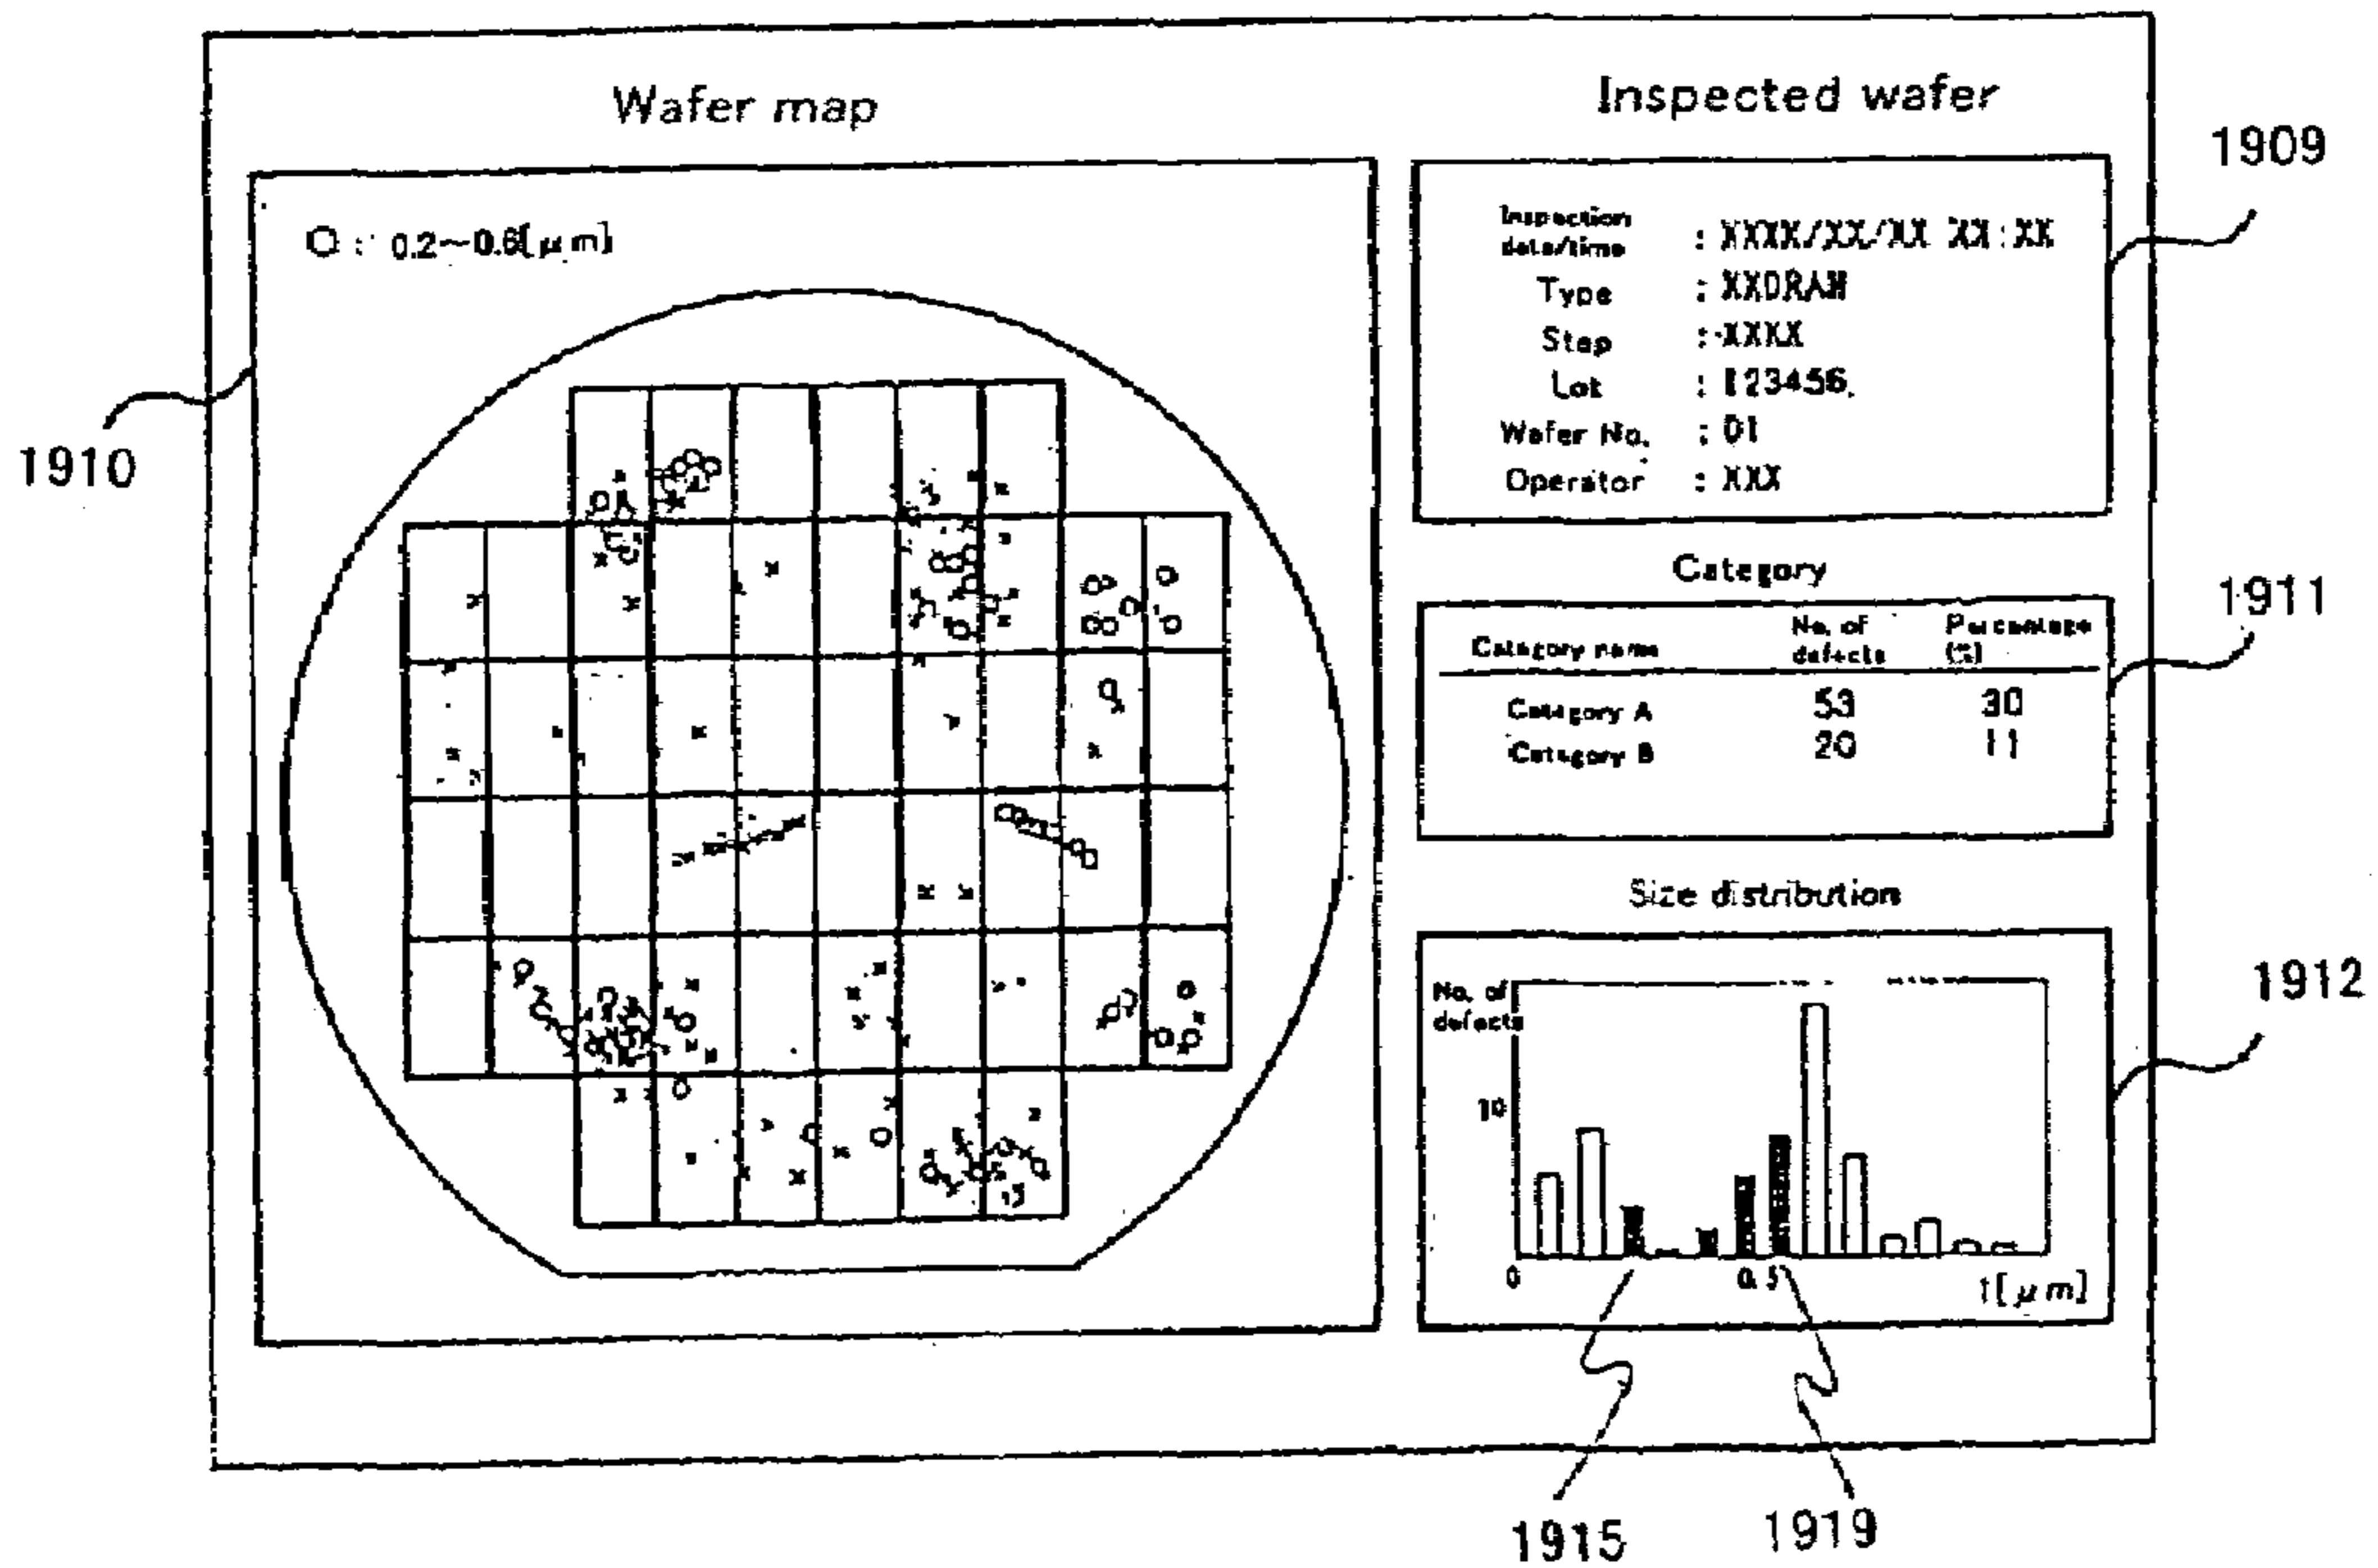 Wafer map
Inspected wafer
1909
○ : 0.2~0.6[μm]
Inspection
date/time : XXXX/XX/XX XX:XX
Type : XXDRAM
Step : XXXX
Lot : 123456.
Wafer No. : 01
Operator : XXX
1910
Category
1911
Category name No. of defects Percentage (%)
Category A 53 30
Category B 20 11
Size distribution
1912
No. of
defects
10
0 0.5 1[μm]
1915 1919